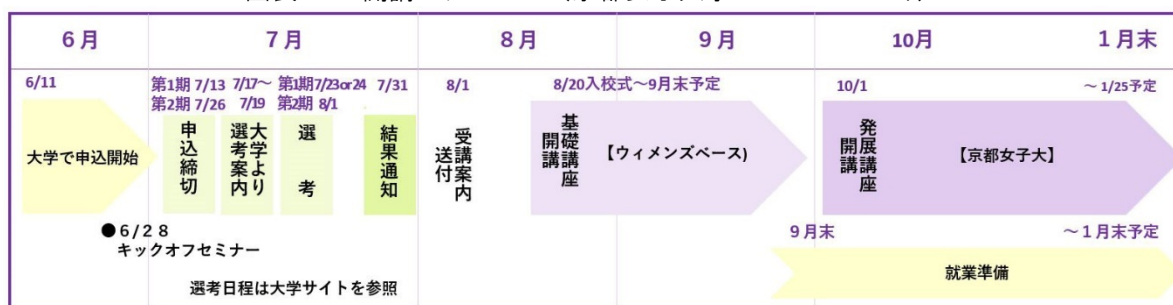 6月
7月
8月
9月
10月
1月末
6/11
第1期 7/13
第2期 7/26
7/17～
7/19
第1期7/23or24
第2期 8/1
7/31
8/1
8/20入校式～9月末予定
10/1
～ 1/25予定
大学で申込開始
申込締切
大学より
選考案内
選考
結果通知
受講案内
送付
基礎講座
開講
【ウィメンズベース)
発展講座
開講
【京都女子大】
●6/28
キックオフセミナー
9月末
～1月末予定
就業準備
選考日程は大学サイトを参照